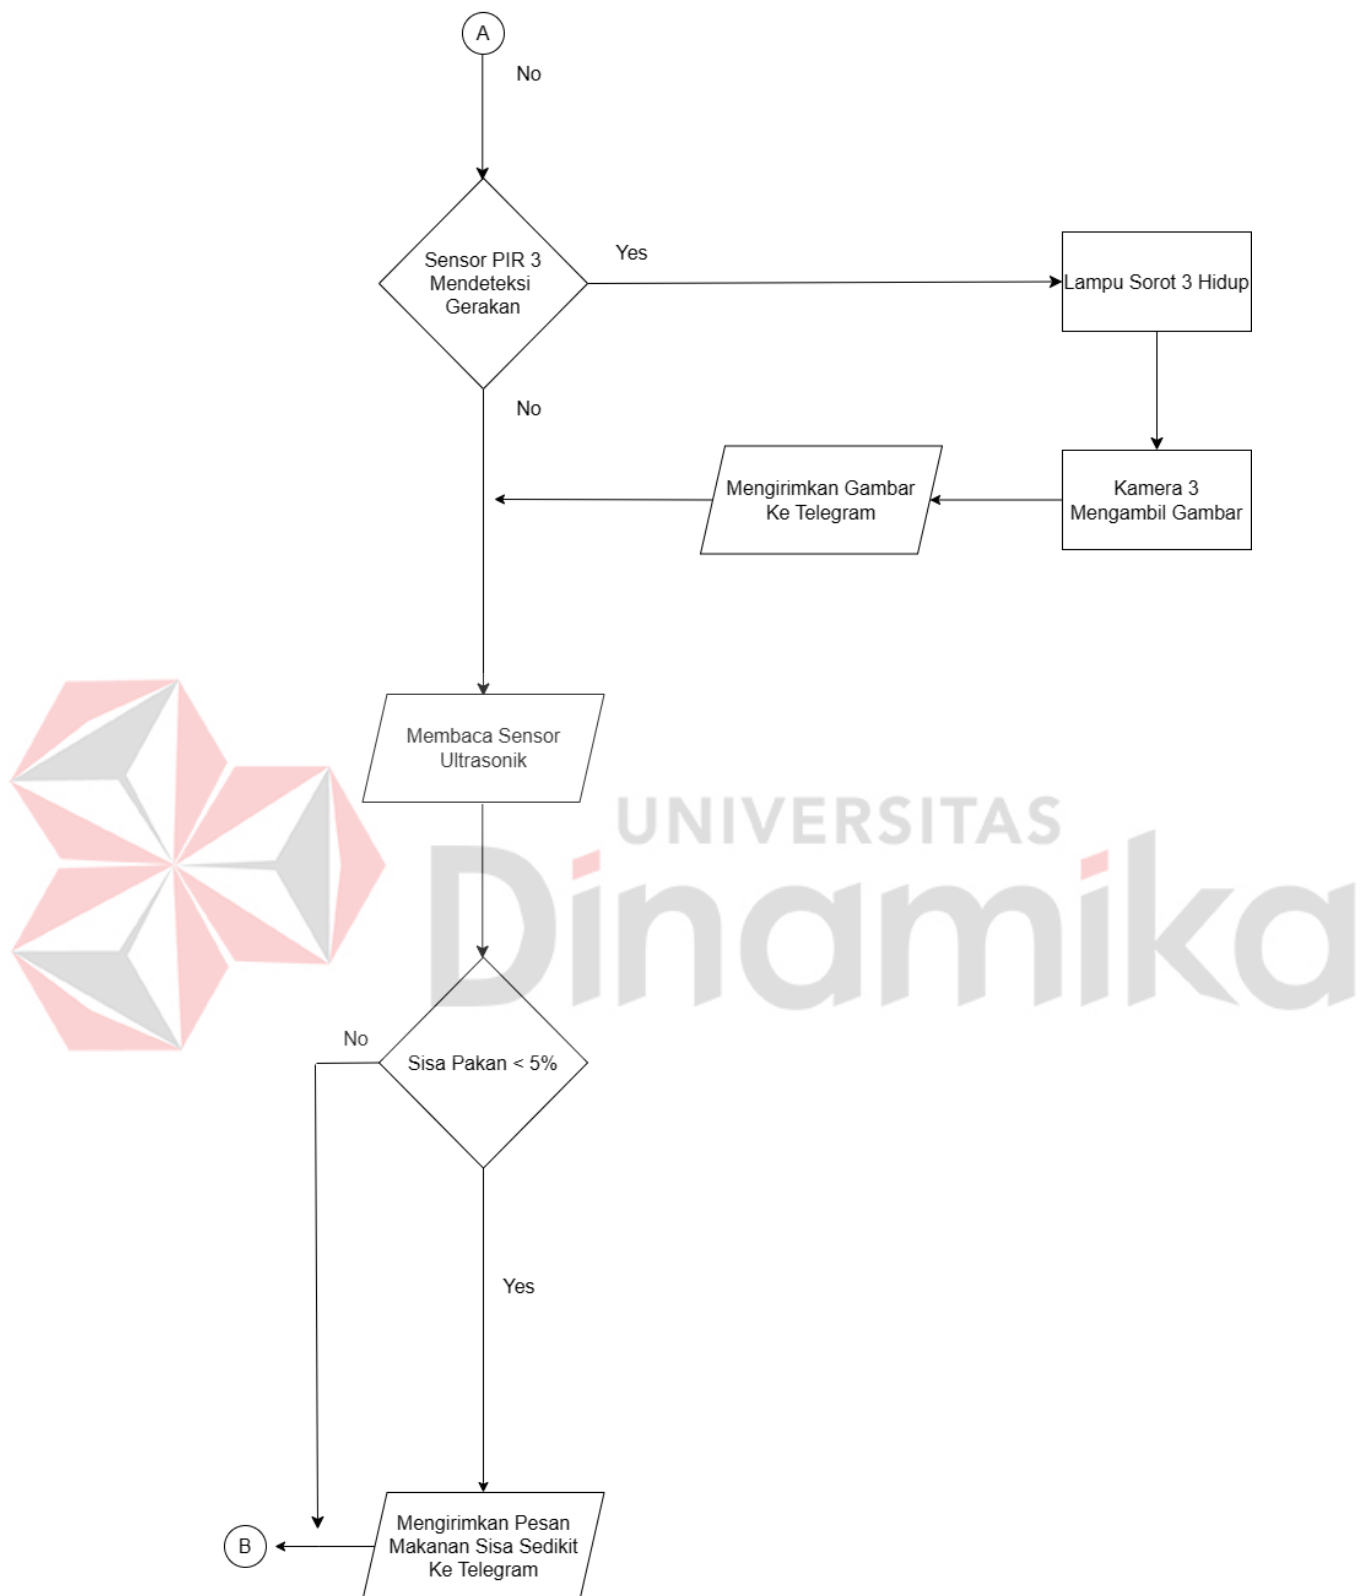 A
No
Sensor PIR 3
Mendeteksi
Gerakan
Yes
Lampu Sorot 3 Hidup
No
Mengirimkan Gambar
Ke Telegram
Kamera 3
Mengambil Gambar
Membaca Sensor
Ultrasonik
UNIVERSITAS
Dinamika
No
Sisa Pakan < 5%
Yes
Mengirimkan Pesan
Makanan Sisa Sedikit
Ke Telegram
B